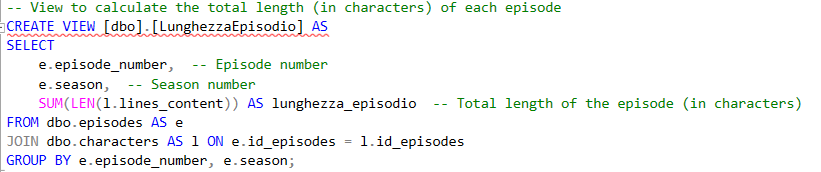 -- View to calculate the total length (in characters) of each episode
CREATE VIEW [dbo].[LunghezzaEpisodio] AS
SELECT
    e.episode_number,  -- Episode number
    e.season,  -- Season number
    SUM(LEN(l.lines_content)) AS lunghezza_episodio  -- Total length of the episode (in characters)
FROM dbo.episodes AS e
JOIN dbo.characters AS l ON e.id_episodes = l.id_episodes
GROUP BY e.episode_number, e.season;